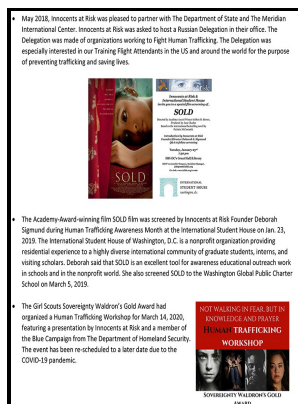 • May 2018, Innocents at Risk was pleased to partner with The Department of State and The Meridian
International Center. Innocents at Risk was asked to host a Russian Delegation in their office. The
Delegation was made of organizations working to Fight Human Trafficking. The Delegation was
especially interested in our Training Flight Attendants in the US and around the world for the purpose
of preventing trafficking and saving lives.
SOLD
Innocents at Risk &
International Student House
SOLD
INTERNATIONAL
STUDENT HOUSE
washington dc
• The Academy-Award-winning film SOLD film was screened by Innocents at Risk Founder Deborah
Sigmund during Human Trafficking Awareness Month at the International Student House on Jan. 23,
2019. The International Student House of Washington, D.C. is a nonprofit organization providing
residential experience to a highly diverse international community of graduate students, interns, and
visiting scholars. Deborah said that SOLD is an excellent tool for awareness educational outreach work
in schools and in the nonprofit world. She also screened SOLD to the Washington Global Public Charter
School on March 5, 2019.
• The Girl Scouts Sovereignty Waldron's Gold Award had
organized a Human Trafficking Workshop for March 14, 2020,
featuring a presentation by Innocents at Risk and a member of
the Blue Campaign from The Department of Homeland Security.
The event has been re-scheduled to a later date due to the
COVID-19 pandemic.
NOT WALKING IN FEAR, BUT IN
KNOWLEDGE AND PRAYER
HUMAN TRAFFICKING
WORKSHOP
SOVEREIGNTY WALDRON'S GOLD
AWARD